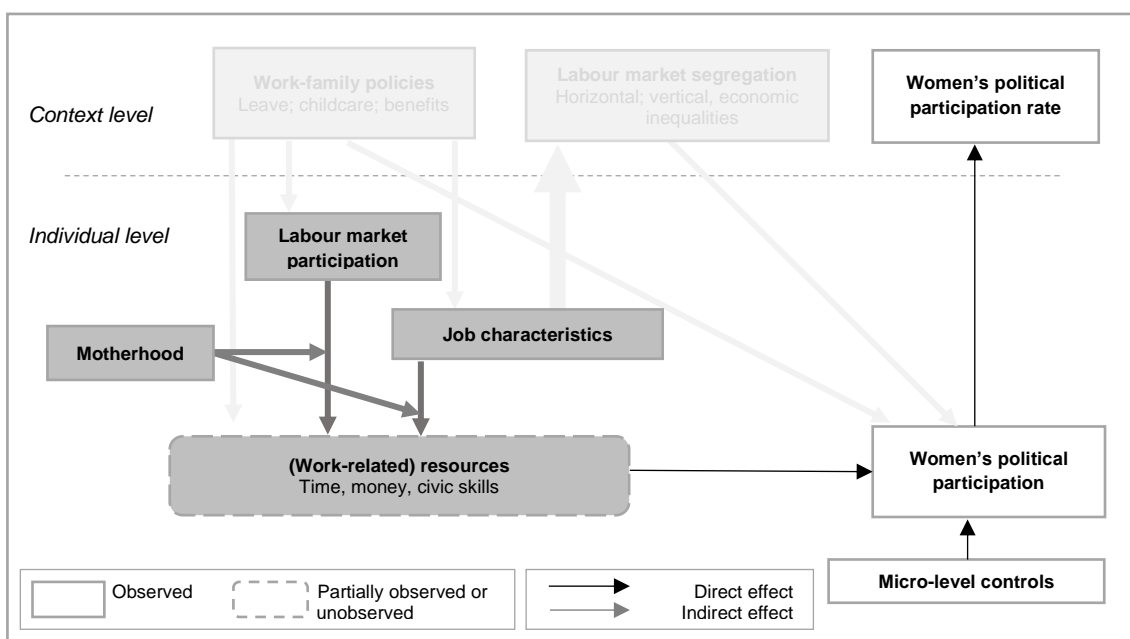 Work-family policies
Leave; childcare; benefits
Labour market segregation
Horizontal; vertical, economic
inequalities
Women's political
participation rate
Context level
Individual level
Labour market
participation
Job characteristics
Motherhood
(Work-related) resources
Time, money, civic skills
Women's political
participation
Micro-level controls
Observed
Partially observed or
unobserved
Direct effect
Indirect effect